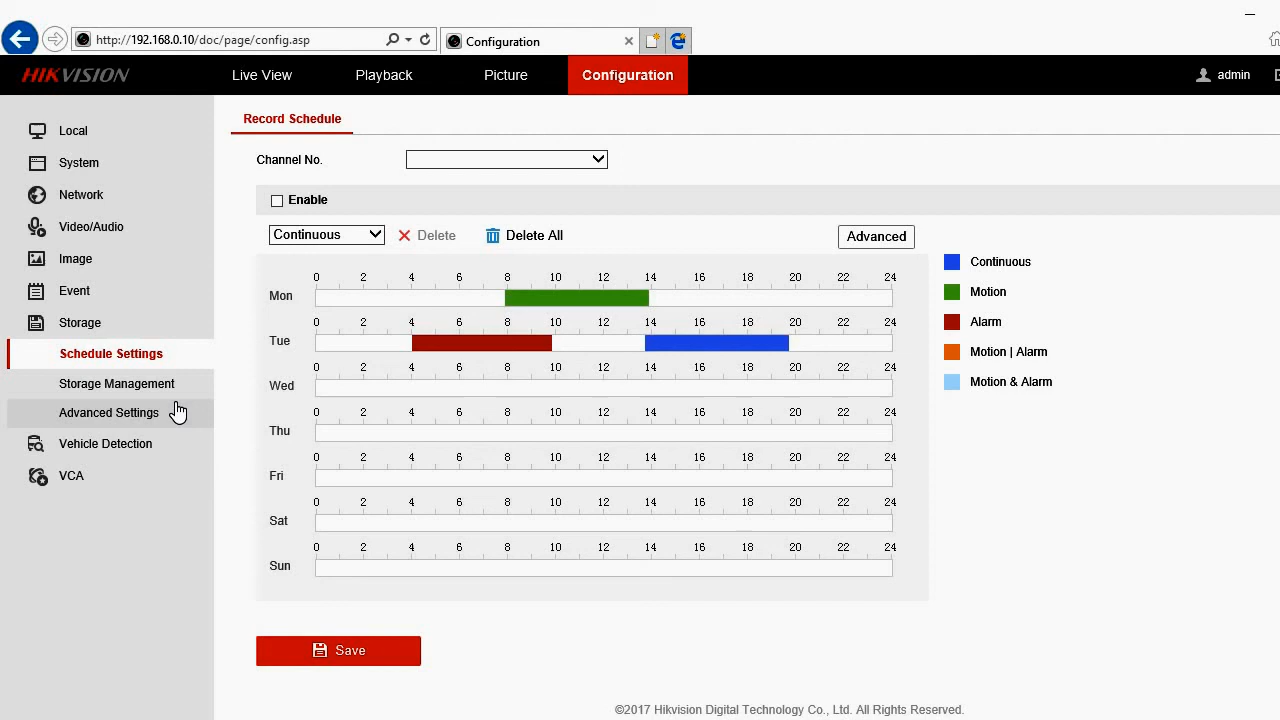 http://192.168.0.10/doc/page/config.asp
Configuration
HIKVISION
Live View
Playback
Picture
Configuration
admin
Local
System
Network
Video/Audio
Image
Event
Storage
Schedule Settings
Storage Management
Advanced Settings
Vehicle Detection
VCA
Record Schedule
Channel No.
Enable
Continuous
Delete
Delete All
Advanced
0 2 4 6 8 10 12 14 16 18 20 22 24
Mon
0 2 4 6 8 10 12 14 16 18 20 22 24
Tue
0 2 4 6 8 10 12 14 16 18 20 22 24
Wed
0 2 4 6 8 10 12 14 16 18 20 22 24
Thu
0 2 4 6 8 10 12 14 16 18 20 22 24
Fri
0 2 4 6 8 10 12 14 16 18 20 22 24
Sat
0 2 4 6 8 10 12 14 16 18 20 22 24
Sun
Continuous
Motion
Alarm
Motion | Alarm
Motion & Alarm
Save
©2017 Hikvision Digital Technology Co., Ltd. All Rights Reserved.